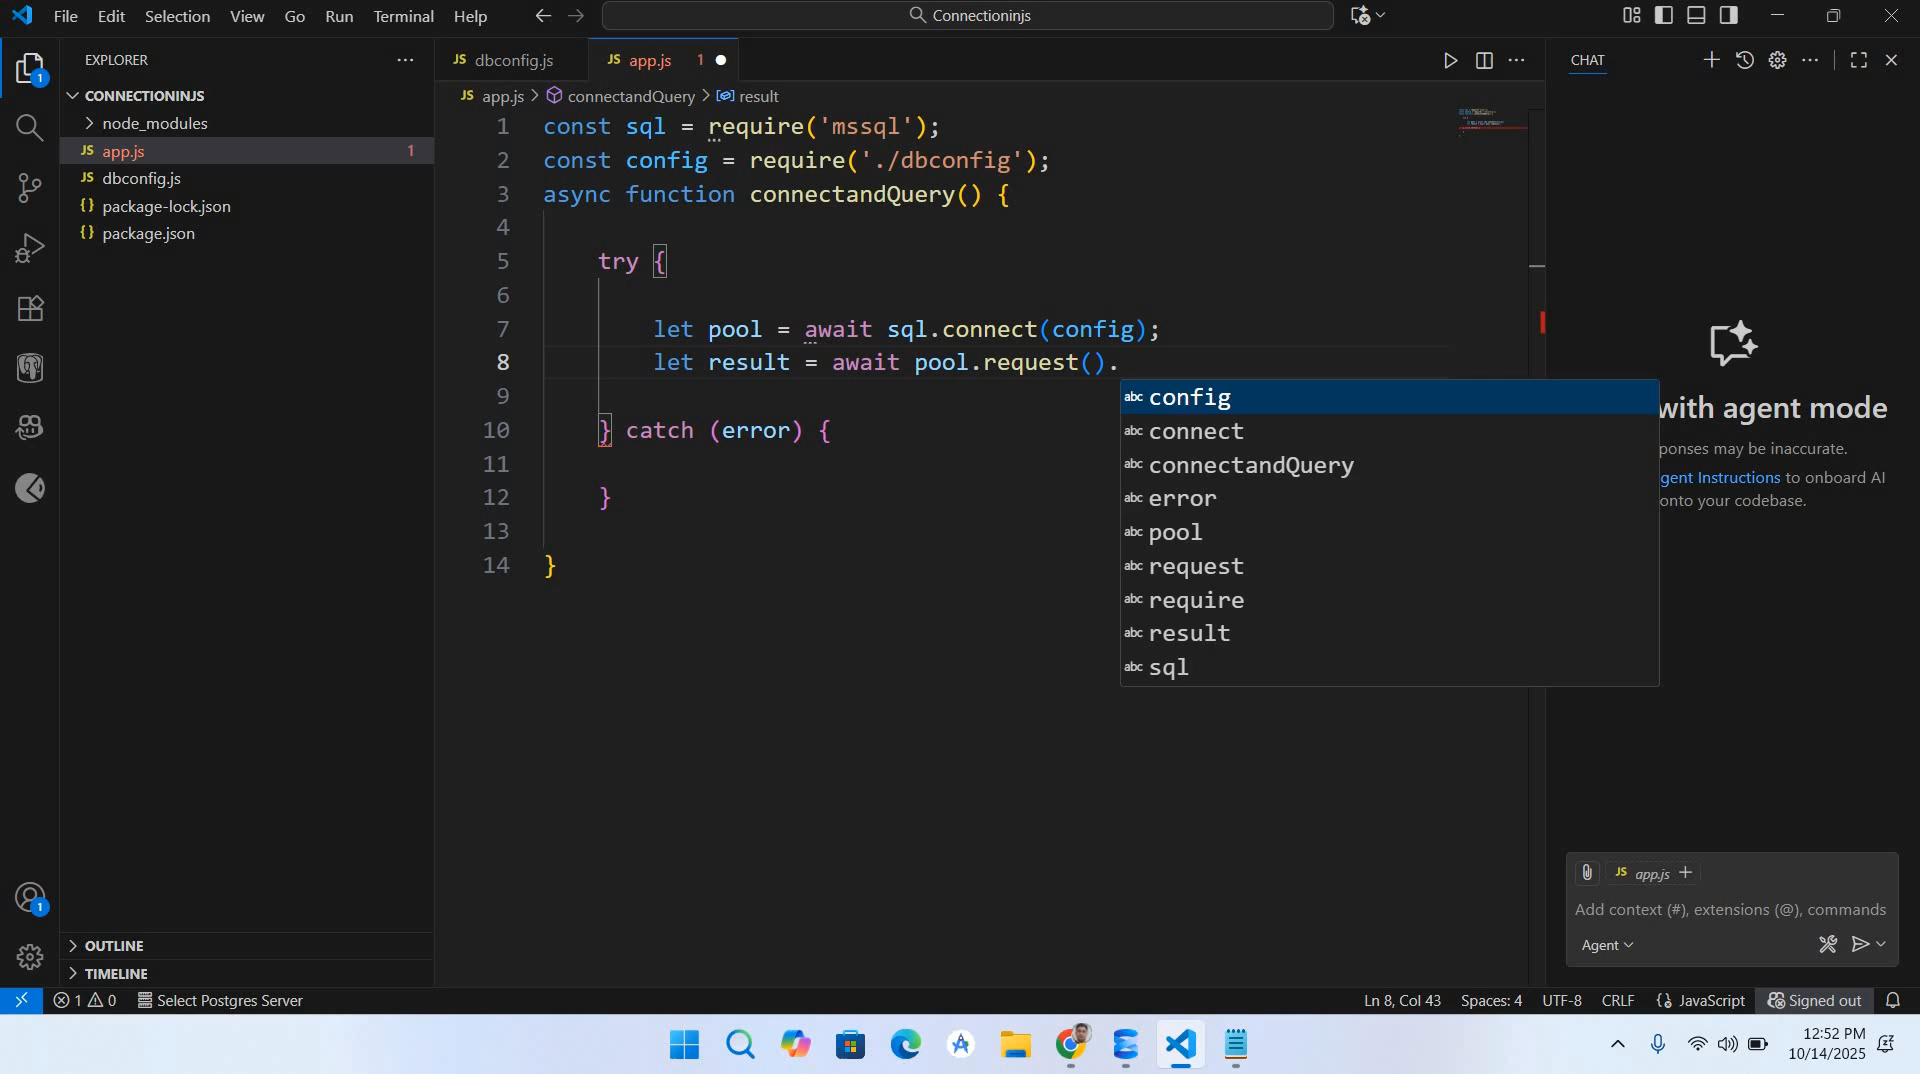 File Edit Selection View Go Run Terminal Help
Connectioninjs
EXPLORER
CONNECTIONINJS
node_modules
JS app.js 1
JS dbconfig.js
{} package-lock.json
{} package.json
OUTLINE
TIMELINE
JS dbconfig.js
JS app.js 1
JS app.js > connectandQuery > result
1 const sql = require('mssql');
2 const config = require('./dbconfig');
3 async function connectandQuery() {
4
5 try {
6
7 let pool = await sql.connect(config);
8 let result = await pool.request().
9
10 } catch (error) {
11
12 }
13
14 }
abc config
abc connect
abc connectandQuery
abc error
abc pool
abc request
abc require
abc result
abc sql
CHAT
with agent mode
ponses may be inaccurate.
gent Instructions to onboard AI
onto your codebase.
JS app.js
Add context (#), extensions (@), commands
Agent
1
1
1 0 Select Postgres Server
Ln 8, Col 43 Spaces: 4 UTF-8 CRLF {} JavaScript Signed out
12:52 PM
10/14/2025